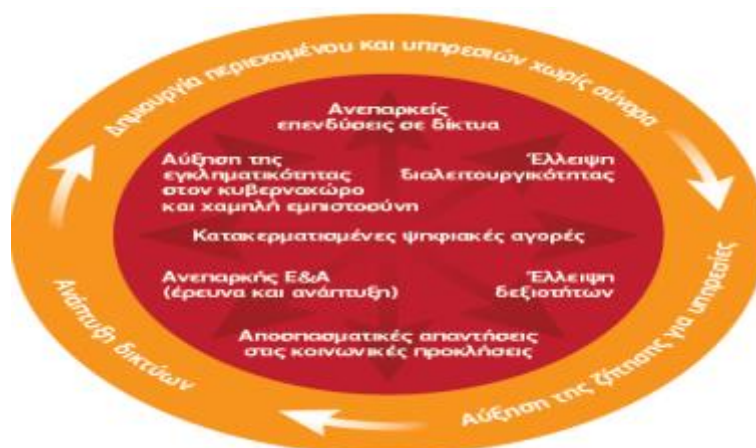 Δημιουργία περιεχομένου και υπηρεσιών χωρίς σύνορα
Ανεπαρκείς
επενδύσεις σε δίκτυα
Αύξηση της
εγκληματικότητας
στον κυβερναχώρο
και χαμηλή εμπιστοσύνη
Έλλειψη
διαλειτουργικότητας
Κατακερματισμένες ψηφιακές αγορές
Ανεπαρκής Ε&Α
(έρευνα και ανάπτυξη)
Έλλειψη
δεξιοτήτων
Αποσπασματικές απαντήσεις
στις κοινωνικές προκλήσεις
Αύξηση της ζήτησης για υπηρεσίες
Ανάπτυξη δικτύων